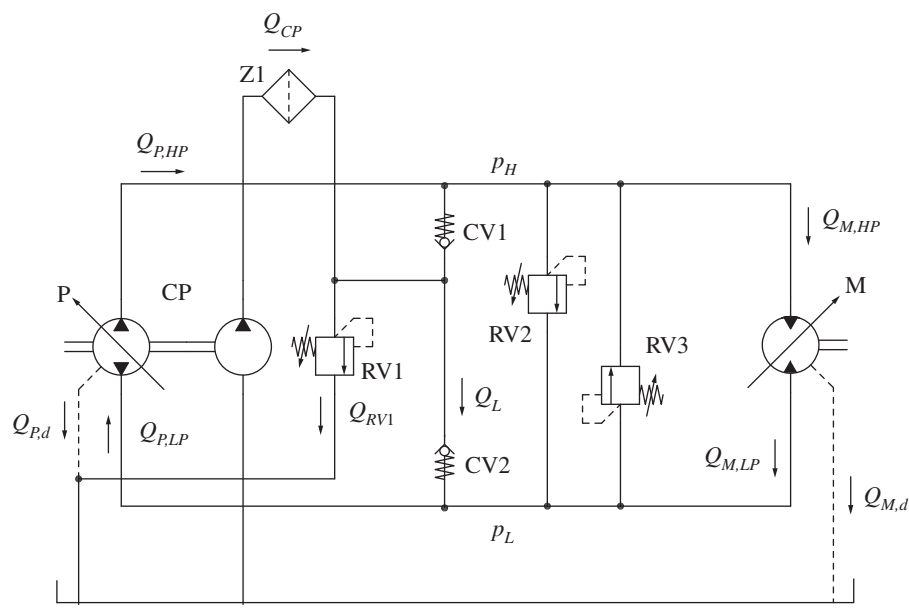 Q_CP
Z1
Q_P,HP
p_H
CV1
Q_M,HP
P
CP
M
RV2
RV3
RV1
Q_P,d
Q_P,LP
Q_RV1
Q_L
CV2
Q_M,LP
Q_M,d
p_L